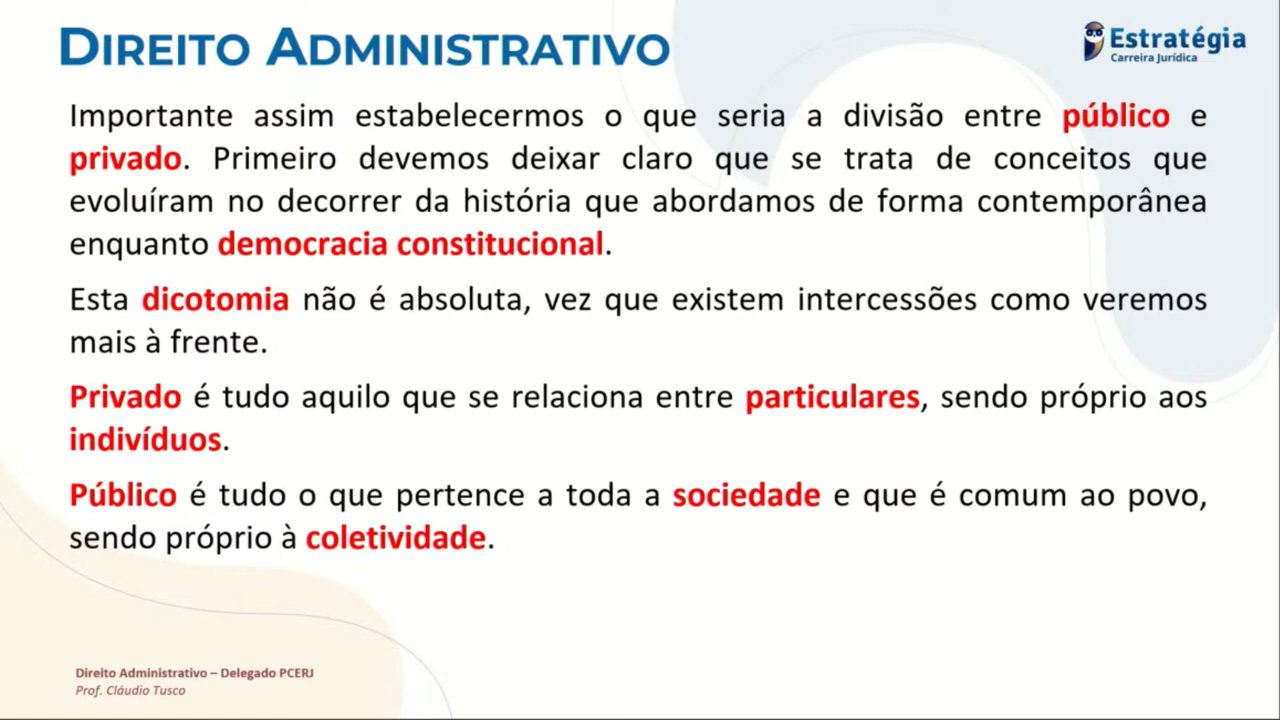 DIREITO ADMINISTRATIVO
Estratégia
Carreira Jurídica
Importante assim estabelecermos o que seria a divisão entre público e
privado. Primeiro devemos deixar claro que se trata de conceitos que
evoluíram no decorrer da história que abordamos de forma contemporânea
enquanto democracia constitucional.
Esta dicotomia não é absoluta, vez que existem intercessões como veremos
mais à frente.
Privado é tudo aquilo que se relaciona entre particulares, sendo próprio aos
indivíduos.
Público é tudo o que pertence a toda a sociedade e que é comum ao povo,
sendo próprio à coletividade.
Direito Administrativo – Delegado PCERJ
Prof. Cláudio Tusco